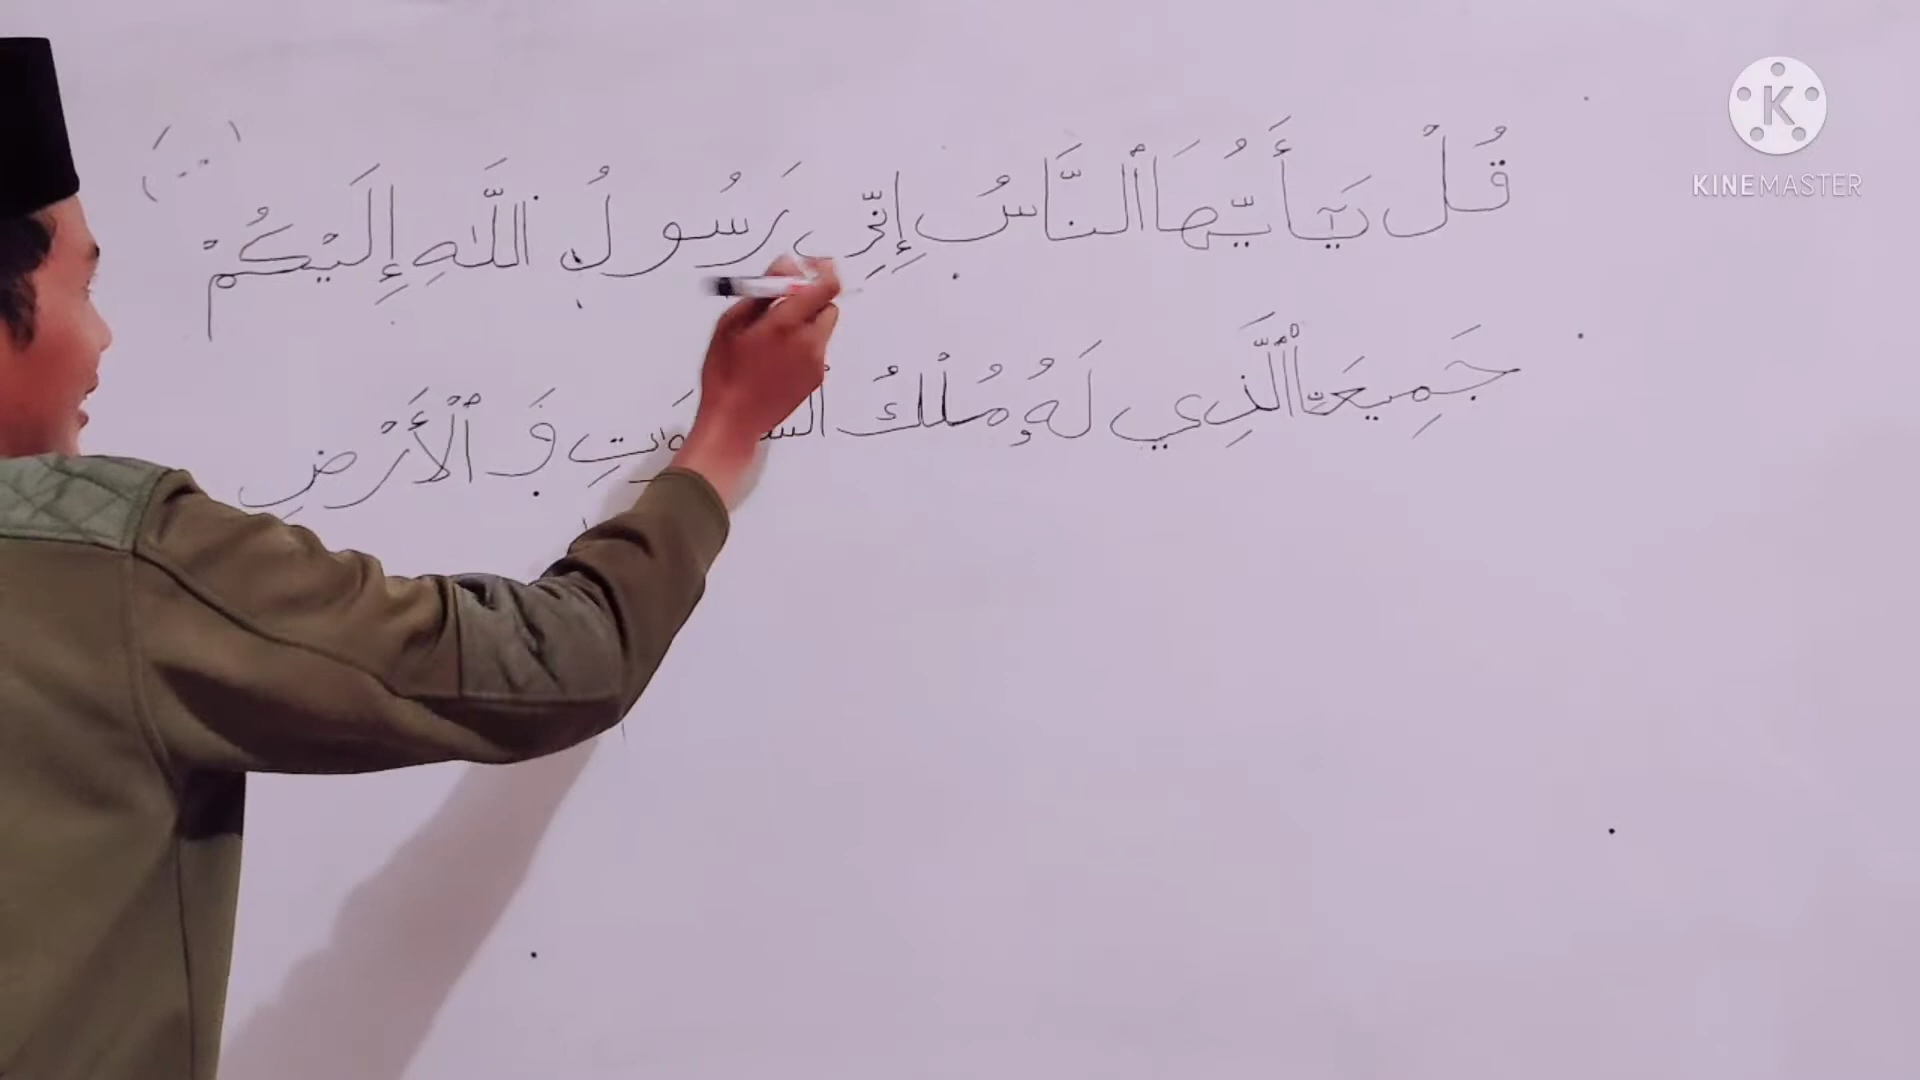 قُلْ يَٰٓأَيُّهَا ٱلنَّاسُ إِنِّي رَسُولُ ٱللَّهِ إِلَيْكُمْ
جَمِيعًا ٱلَّذِي لَهُۥ مُلْكُ وَ ٱلْأَرْضِ
KINEMASTER